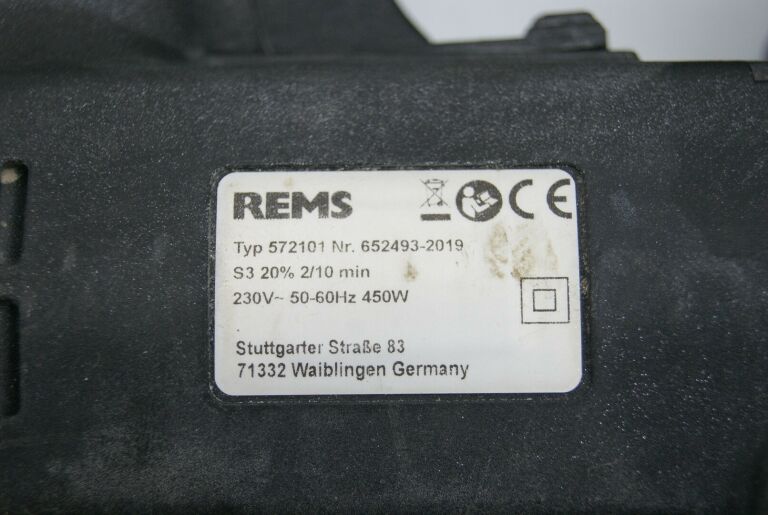 REMS CE
Typ 572101 Nr. 652493-2019
S3 20% 2/10 min
230V~ 50-60Hz 450W
Stuttgarter Straße 83
71332 Waiblingen Germany